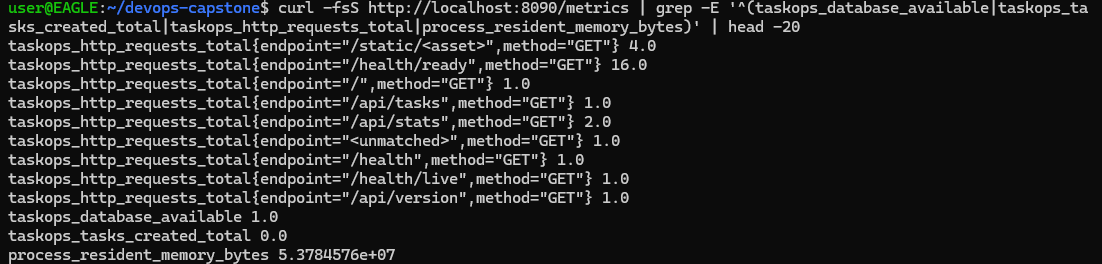 user@EAGLE:~/devops-capstone$ curl -fsS http://localhost:8090/metrics | grep -E '^(taskops_database_available|taskops_ta
sks_created_total|taskops_http_requests_total|process_resident_memory_bytes)' | head -20
taskops_http_requests_total{endpoint="/static/<asset>",method="GET"} 4.0
taskops_http_requests_total{endpoint="/health/ready",method="GET"} 16.0
taskops_http_requests_total{endpoint="/",method="GET"} 1.0
taskops_http_requests_total{endpoint="/api/tasks",method="GET"} 1.0
taskops_http_requests_total{endpoint="/api/stats",method="GET"} 2.0
taskops_http_requests_total{endpoint="<unmatched>",method="GET"} 1.0
taskops_http_requests_total{endpoint="/health",method="GET"} 1.0
taskops_http_requests_total{endpoint="/health/live",method="GET"} 1.0
taskops_http_requests_total{endpoint="/api/version",method="GET"} 1.0
taskops_database_available 1.0
taskops_tasks_created_total 0.0
process_resident_memory_bytes 5.3784576e+07